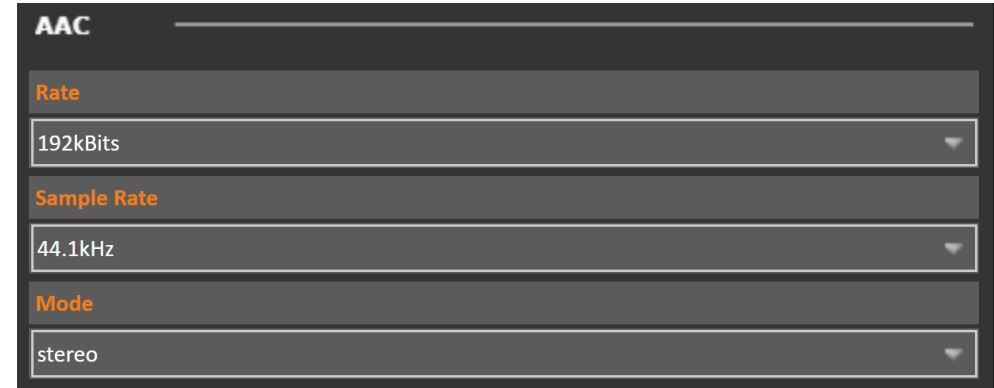 AAC
Rate
192kBits
Sample Rate
44.1kHz
Mode
stereo